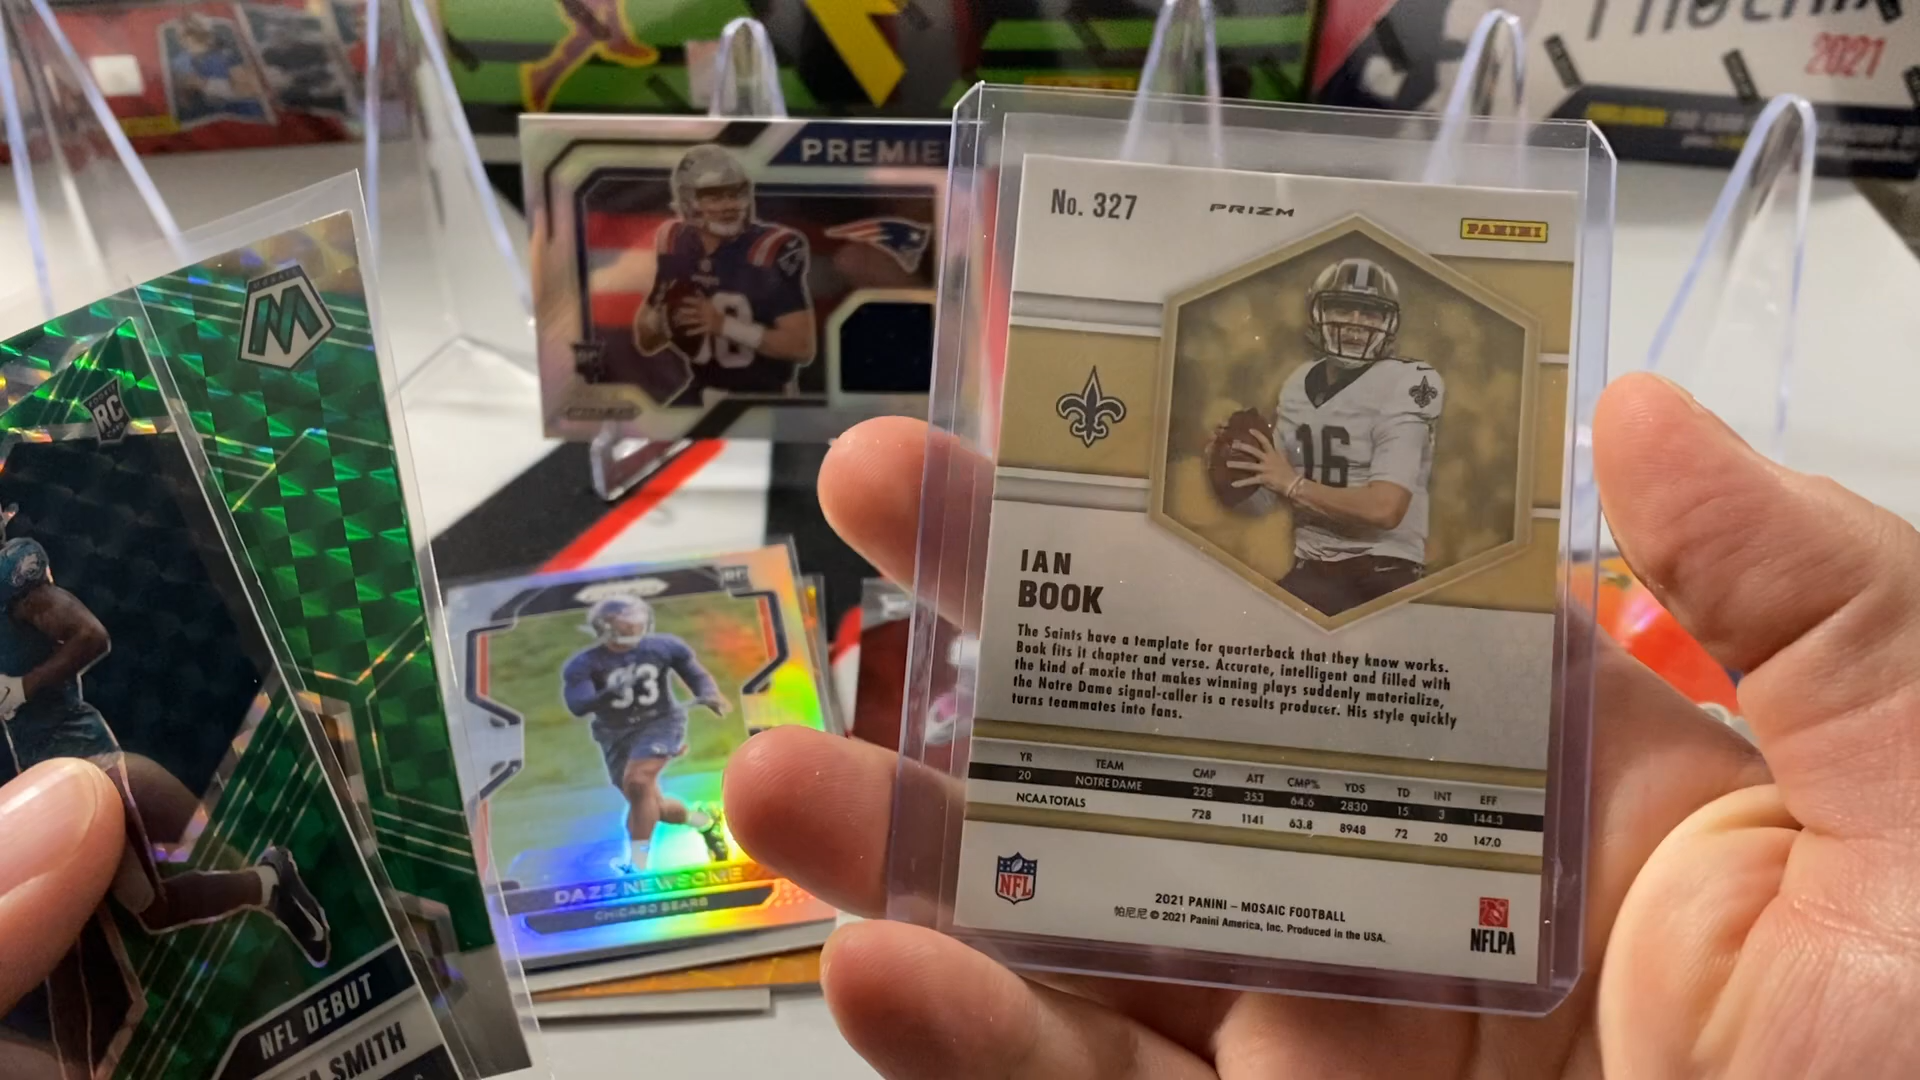 2021
PREMIE
No. 327
PRIZM
PANINI
MOSAIC
RC
RC
16
IAN
BOOK
The Saints have a template for quarterback that they know works.
Book fits it chapter and verse. Accurate, intelligent and filled with
the kind of moxie that makes winning plays suddenly materialize,
the Notre Dame signal-caller is a results producer. His style quickly
turns teammates into fans.
YR TEAM CMP ATT CMP% YDS TD INT EFF
20 NOTRE DAME 228 353 64.6 2830 15 3 144.3
NCAA TOTALS 728 1141 63.8 8948 72 20 147.0
NFL
2021 PANINI – MOSAIC FOOTBALL
帕尼尼 © 2021 Panini America, Inc. Produced in the USA.
NFLPA
93
DAZZ NEWSOME
CHICAGO BEARS
NFL DEBUT
TA SMITH